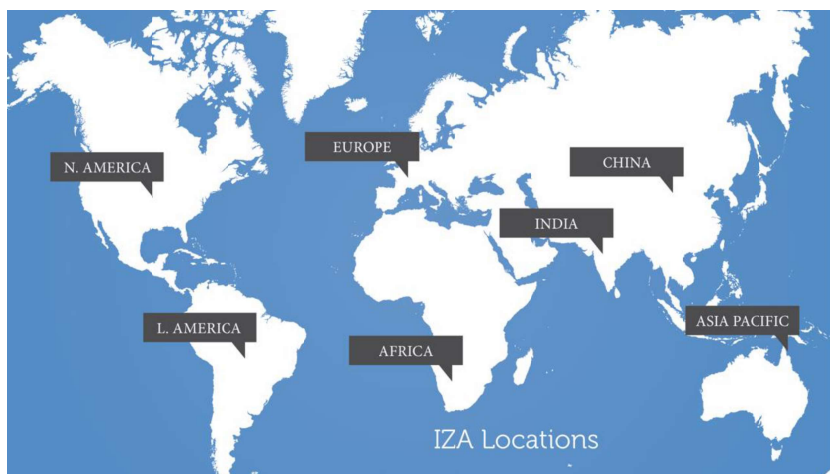 EUROPE
N. AMERICA
CHINA
INDIA
L. AMERICA
ASIA PACIFIC
AFRICA
IZA Locations